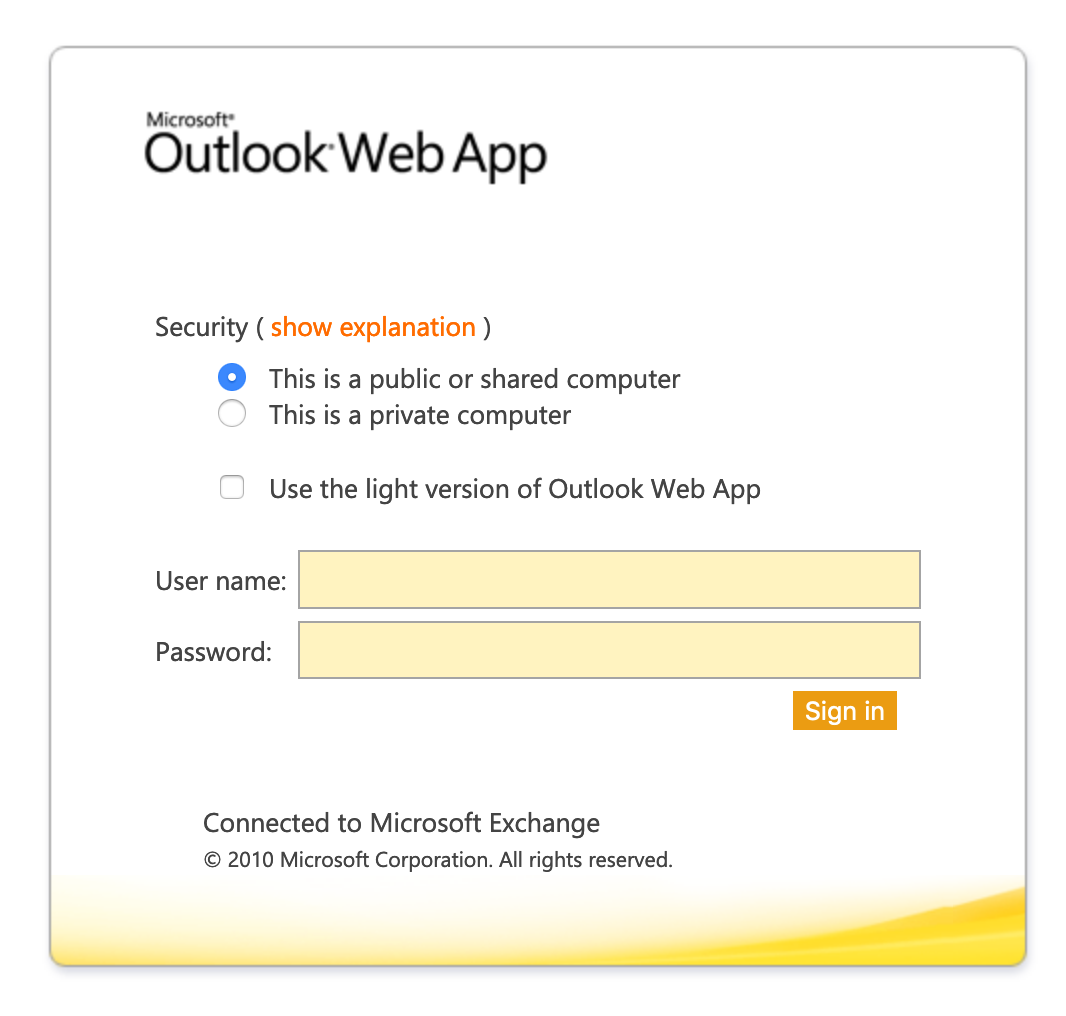 Microsoft®
Outlook® Web App
Security ( show explanation )
This is a public or shared computer
This is a private computer
Use the light version of Outlook Web App
User name:
Password:
Sign in
Connected to Microsoft Exchange
© 2010 Microsoft Corporation. All rights reserved.